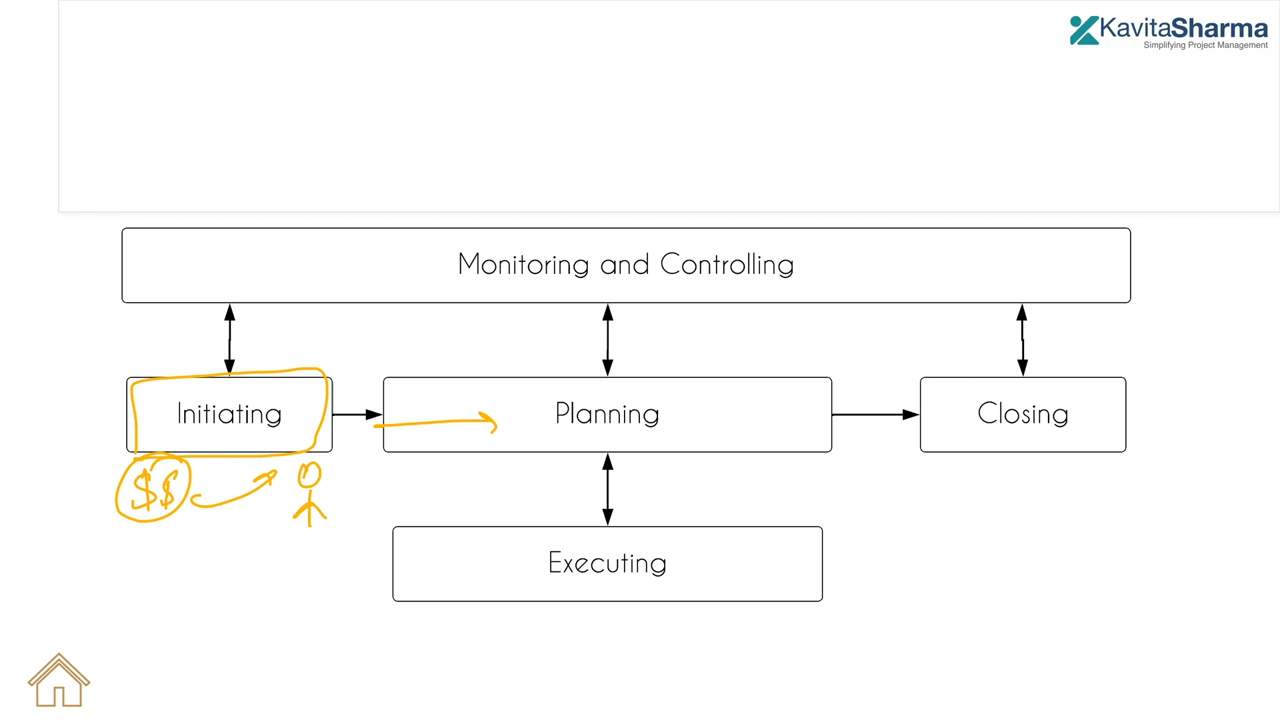 KavitaSharma
Simplifying Project Management
Monitoring and Controlling
Initiating
Planning
Closing
$$
Executing